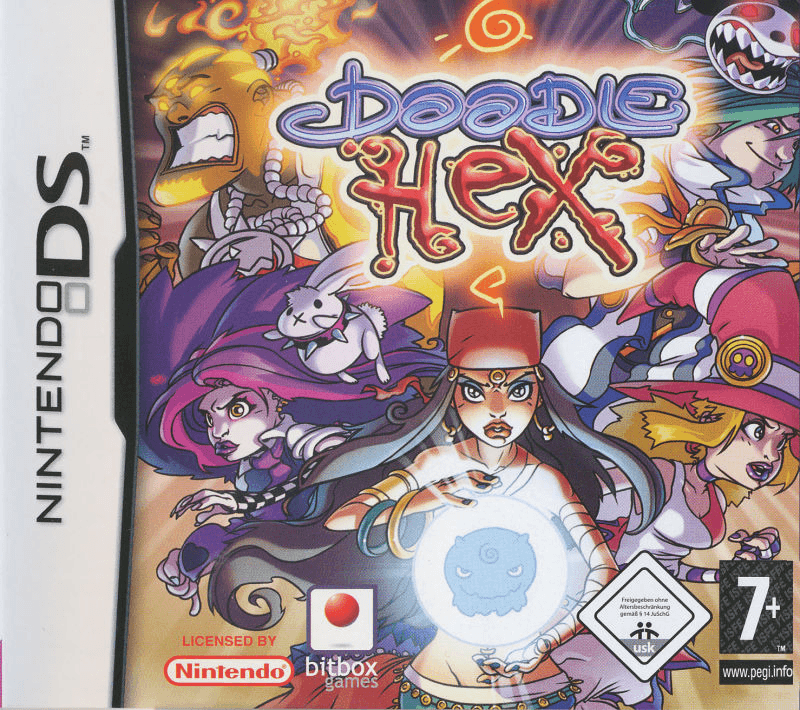 NINTENDO DS™
DOODLE
HEX
LICENSED BY
Nintendo®
bitbox
games
Freigegeben ohne
Altersbeschränkung
gemäß § 14 JuSchG
usk
7+
™
www.pegi.info